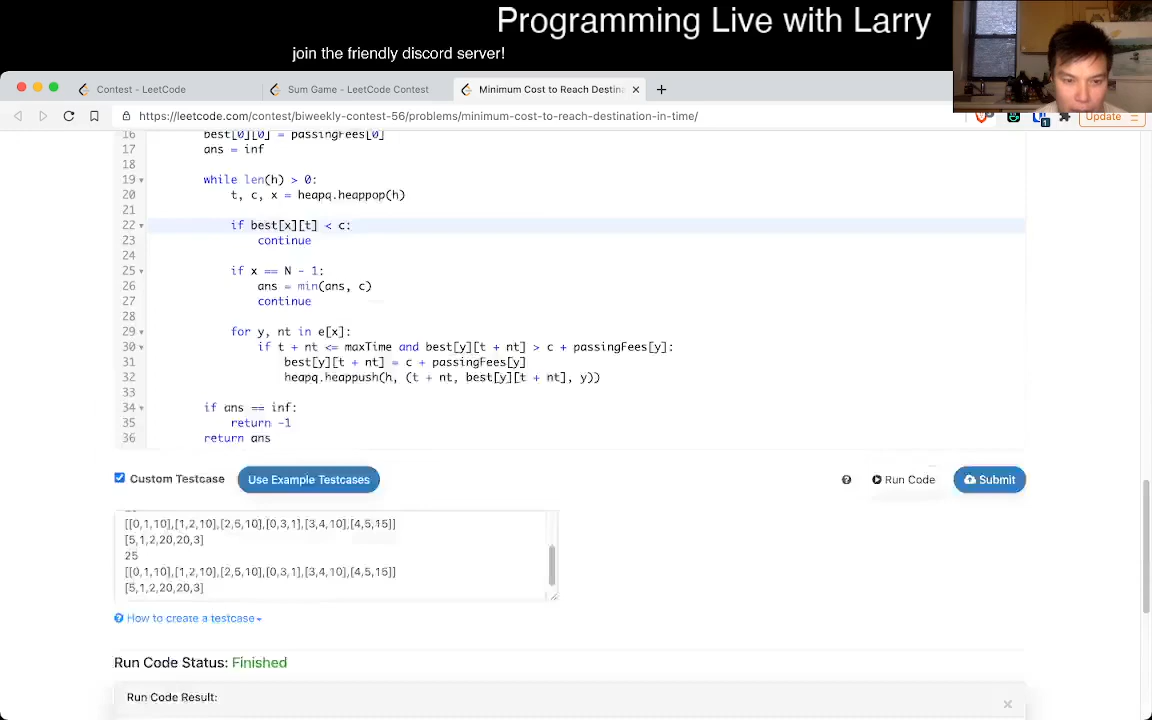 Programming Live with Larry
join the friendly discord server!
Contest - LeetCode
Sum Game - LeetCode Contest
Minimum Cost to Reach Destina
https://leetcode.com/contest/biweekly-contest-56/problems/minimum-cost-to-reach-destination-in-time/
Update
16 best[0][0] = passingFees[0]
17 ans = inf
18
19 while len(h) > 0:
20 t, c, x = heapq.heappop(h)
21
22 if best[x][t] < c:
23 continue
24
25 if x == N - 1:
26 ans = min(ans, c)
27 continue
28
29 for y, nt in e[x]:
30 if t + nt <= maxTime and best[y][t + nt] > c + passingFees[y]:
31 best[y][t + nt] = c + passingFees[y]
32 heapq.heappush(h, (t + nt, best[y][t + nt], y))
33
34 if ans == inf:
35 return -1
36 return ans
Custom Testcase
Use Example Testcases
Run Code
Submit
[[0,1,10],[1,2,10],[2,5,10],[0,3,1],[3,4,10],[4,5,15]]
[5,1,2,20,20,3]
25
[[0,1,10],[1,2,10],[2,5,10],[0,3,1],[3,4,10],[4,5,15]]
[5,1,2,20,20,3]
How to create a testcase
Run Code Status: Finished
Run Code Result: